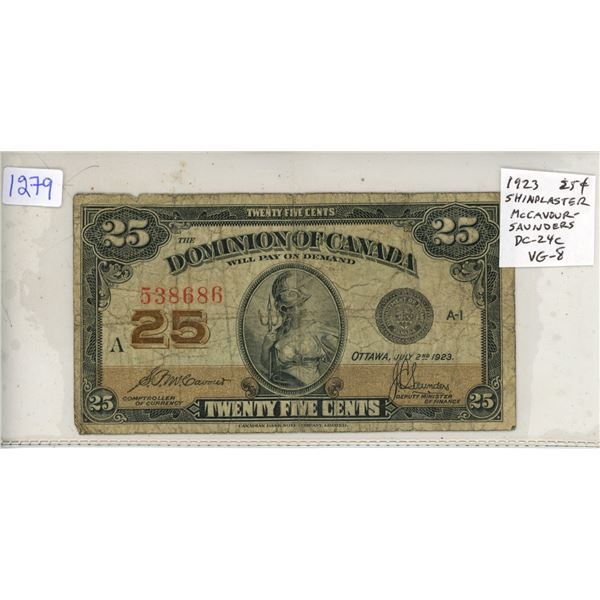 1279
1923 25¢
SHINPLASTER
McCAVOUR-
SAUNDERS
DC-24c
VG-8
TWENTY FIVE CENTS
25 25
THE
DOMINION OF CANADA
WILL PAY ON DEMAND
538686
25
A
A-1
OTTAWA, JULY 2ND 1923.
S.P. McCavour
J.C. Saunders
COMPTROLLER
OF CURRENCY
DEPUTY MINISTER
OF FINANCE
25 TWENTY FIVE CENTS 25
CANADIAN BANK NOTE COMPANY, LIMITED.